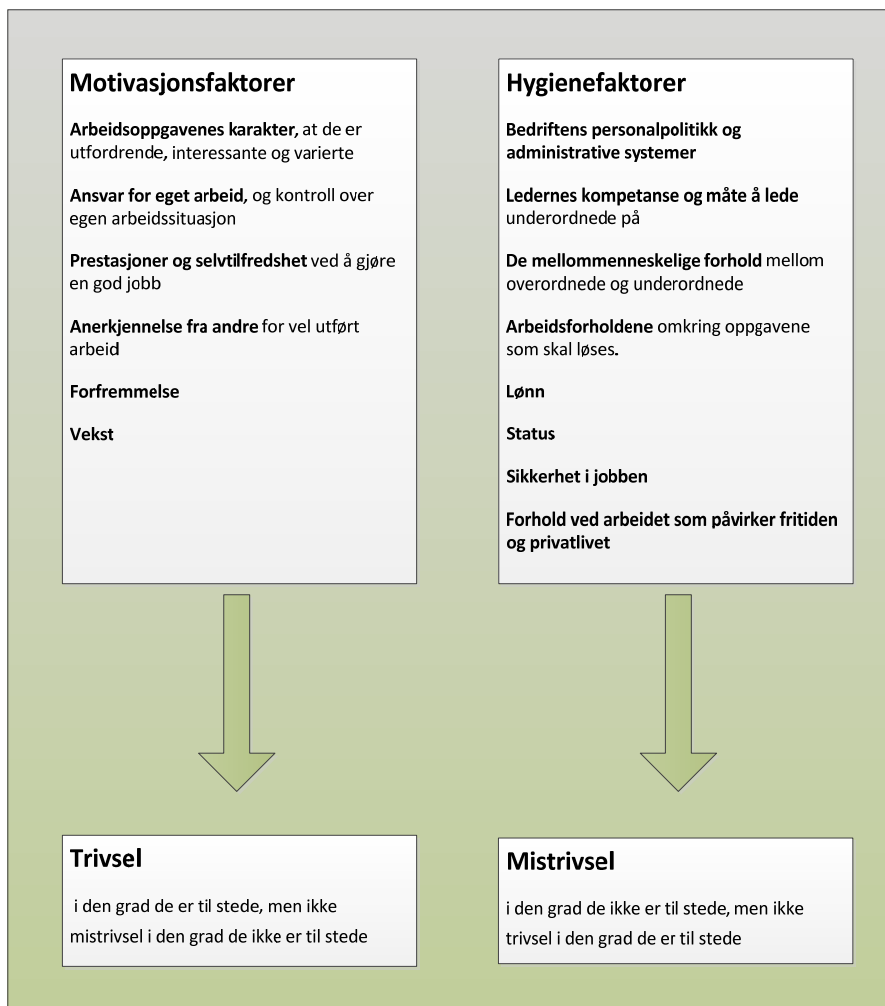 Motivasjonsfaktorer
Arbeidsoppgavenes karakter, at de er
utfordrende, interessante og varierte
Ansvar for eget arbeid, og kontroll over
egen arbeidssituasjon
Prestasjoner og selvtilfredshet ved å gjøre
en god jobb
Anerkjennelse fra andre for vel utført
arbeid
Forfremmelse
Vekst
Hygienefaktorer
Bedriftens personalpolitikk og
administrative systemer
Ledernes kompetanse og måte å lede
underordnede på
De mellommenneskelige forhold mellom
overordnede og underordnede
Arbeidsforholdene omkring oppgavene
som skal løses.
Lønn
Status
Sikkerhet i jobben
Forhold ved arbeidet som påvirker fritiden
og privatlivet
Trivsel
i den grad de er til stede, men ikke
mistrivsel i den grad de ikke er til stede
Mistrivsel
i den grad de ikke er til stede, men ikke
trivsel i den grad de er til stede